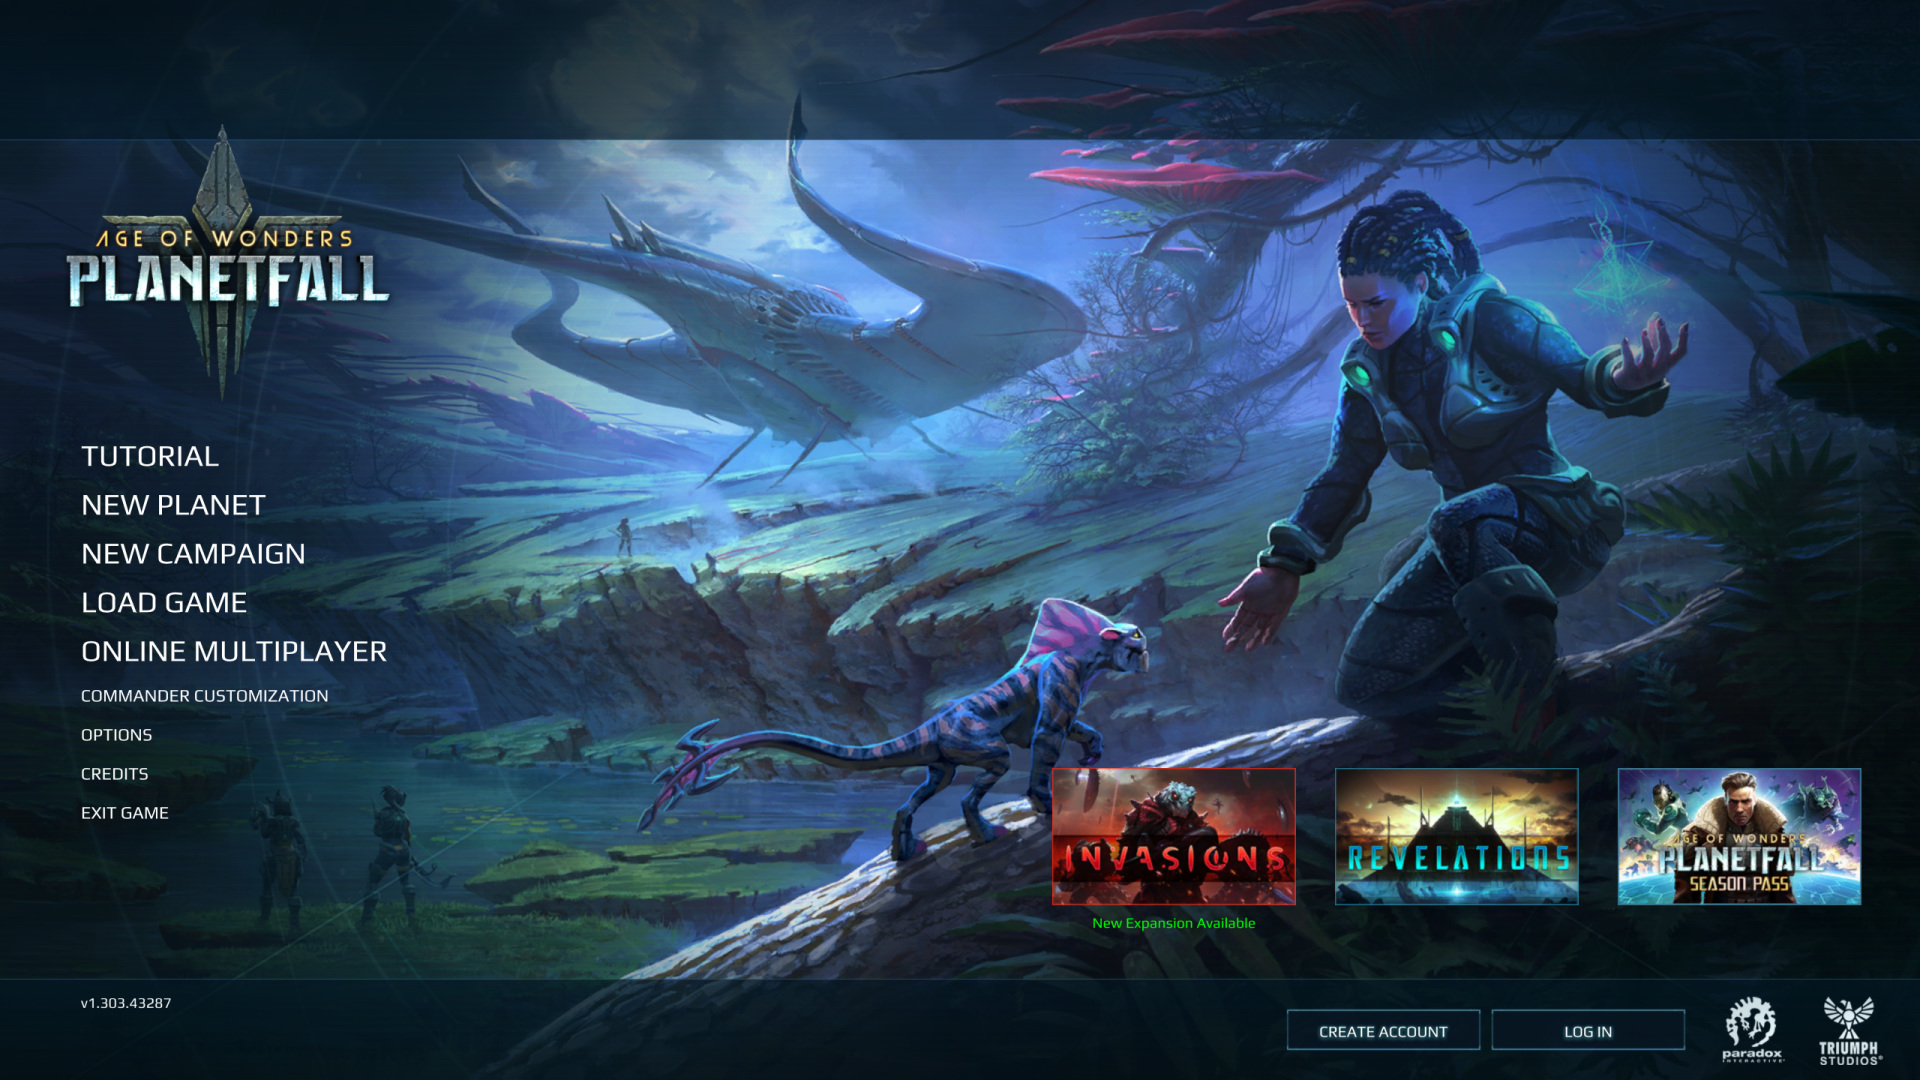 AGE OF WONDERS
PLANETFALL
TUTORIAL
NEW PLANET
NEW CAMPAIGN
LOAD GAME
ONLINE MULTIPLAYER
COMMANDER CUSTOMIZATION
OPTIONS
CREDITS
EXIT GAME
INVASIONS
New Expansion Available
REVELATIONS
AGE OF WONDERS
PLANETFALL
SEASON PASS
v1.303.43287
CREATE ACCOUNT
LOG IN
paradox
INTERACTIVE
TRIUMPH
STUDIOS®